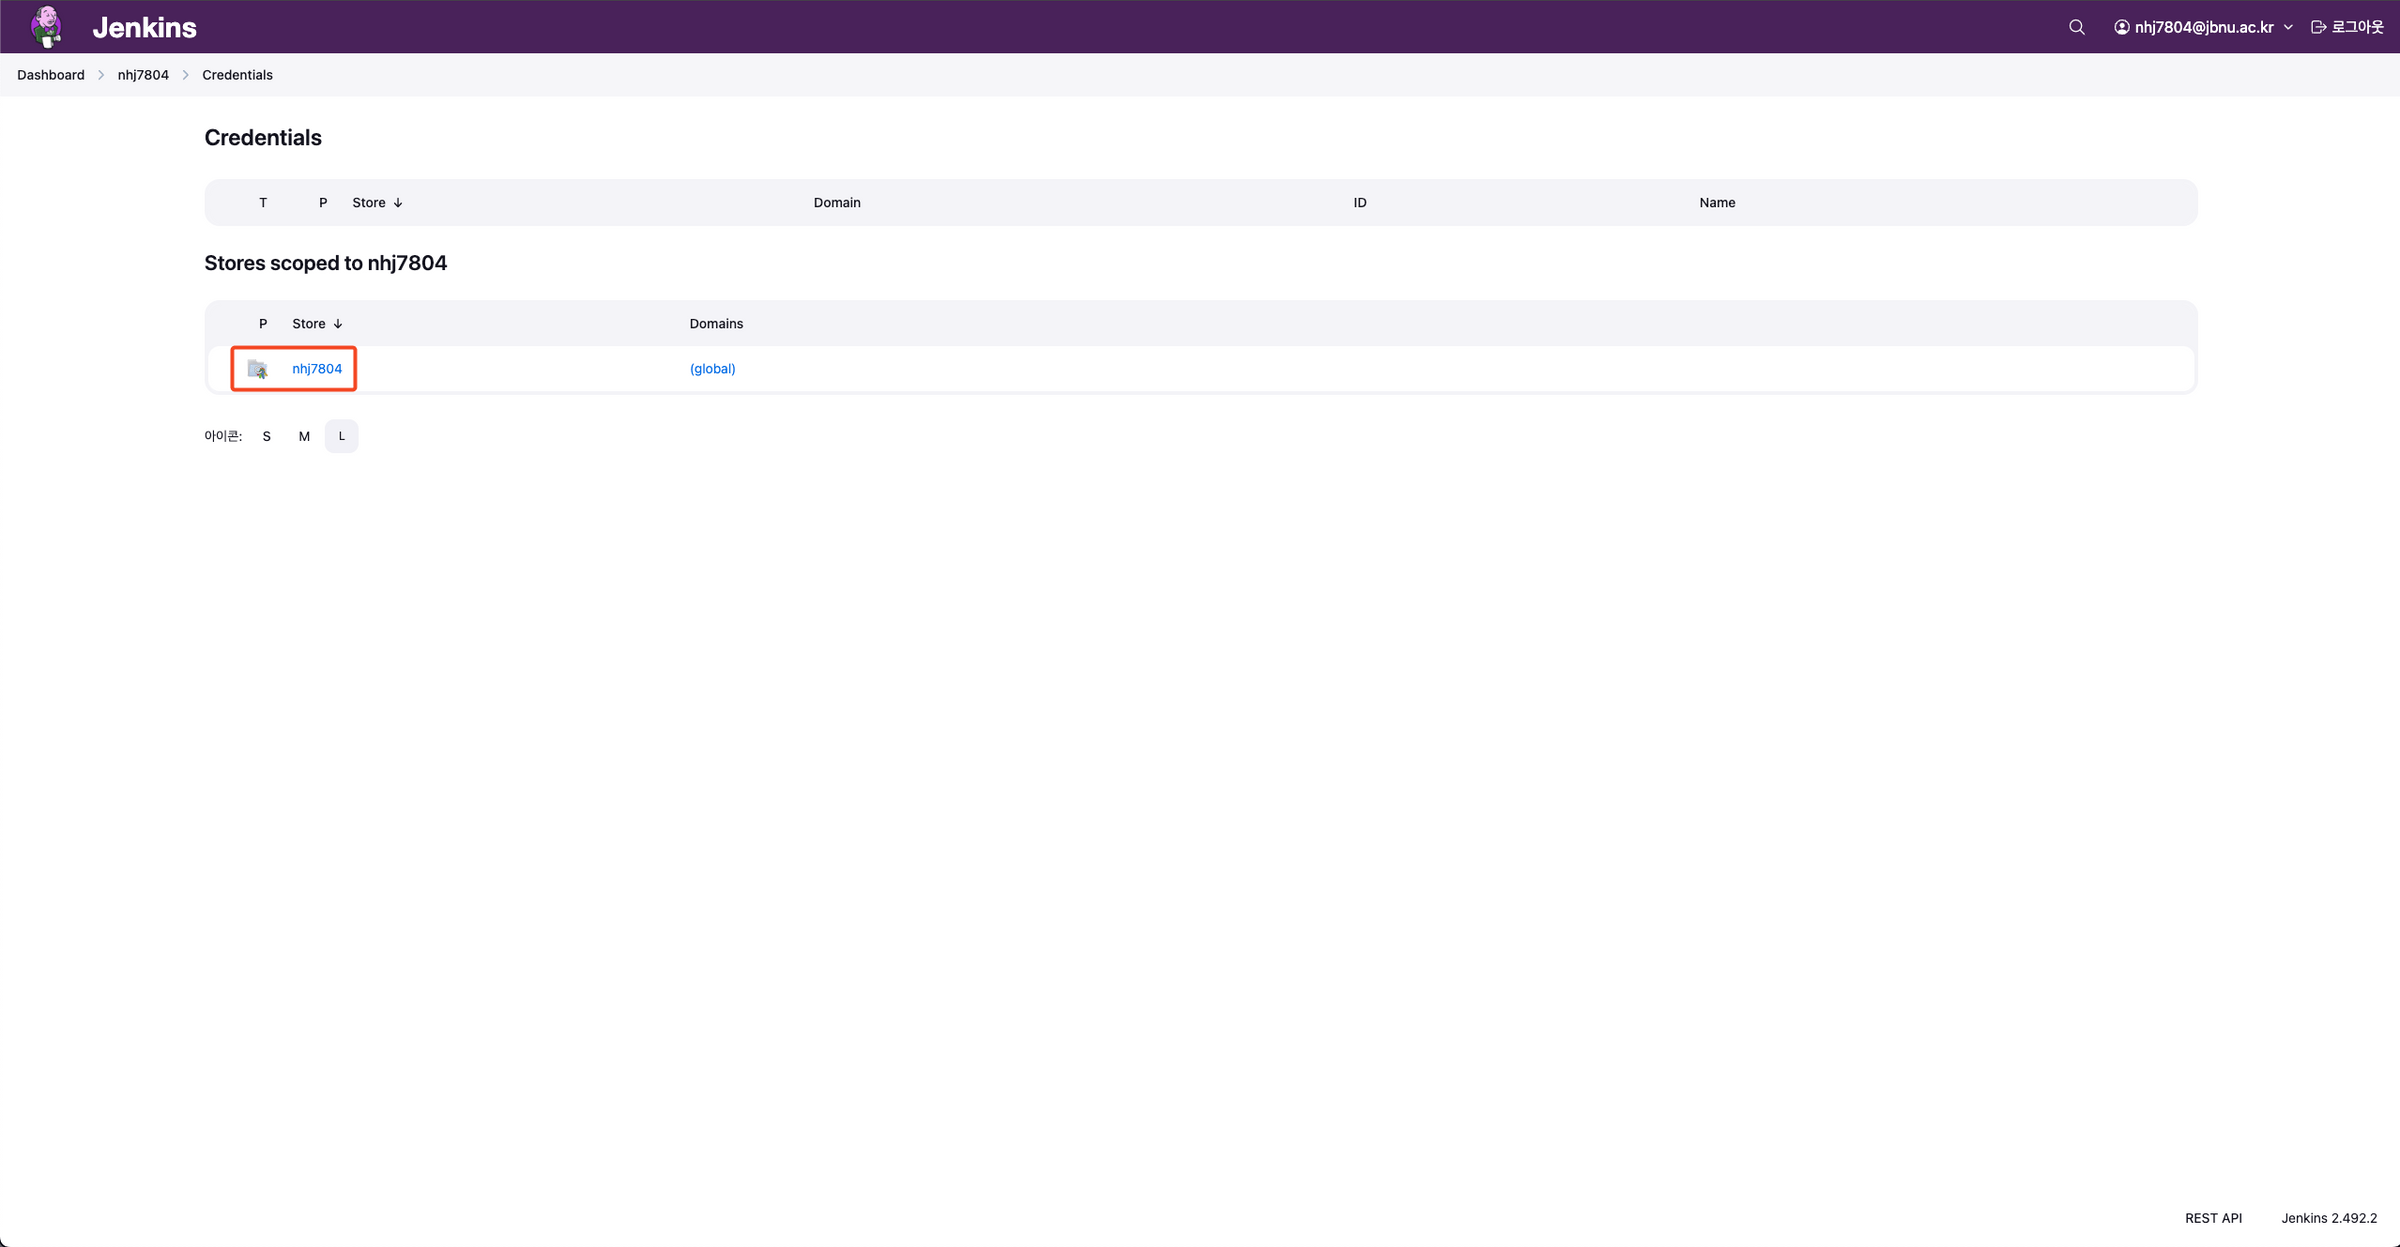 Jenkins
nhj7804@jbnu.ac.kr 로그아웃
Dashboard nhj7804 Credentials
Credentials
T P Store ↓ Domain ID Name
Stores scoped to nhj7804
P Store ↓ Domains
nhj7804 (global)
아이콘: S M L
REST API Jenkins 2.492.2